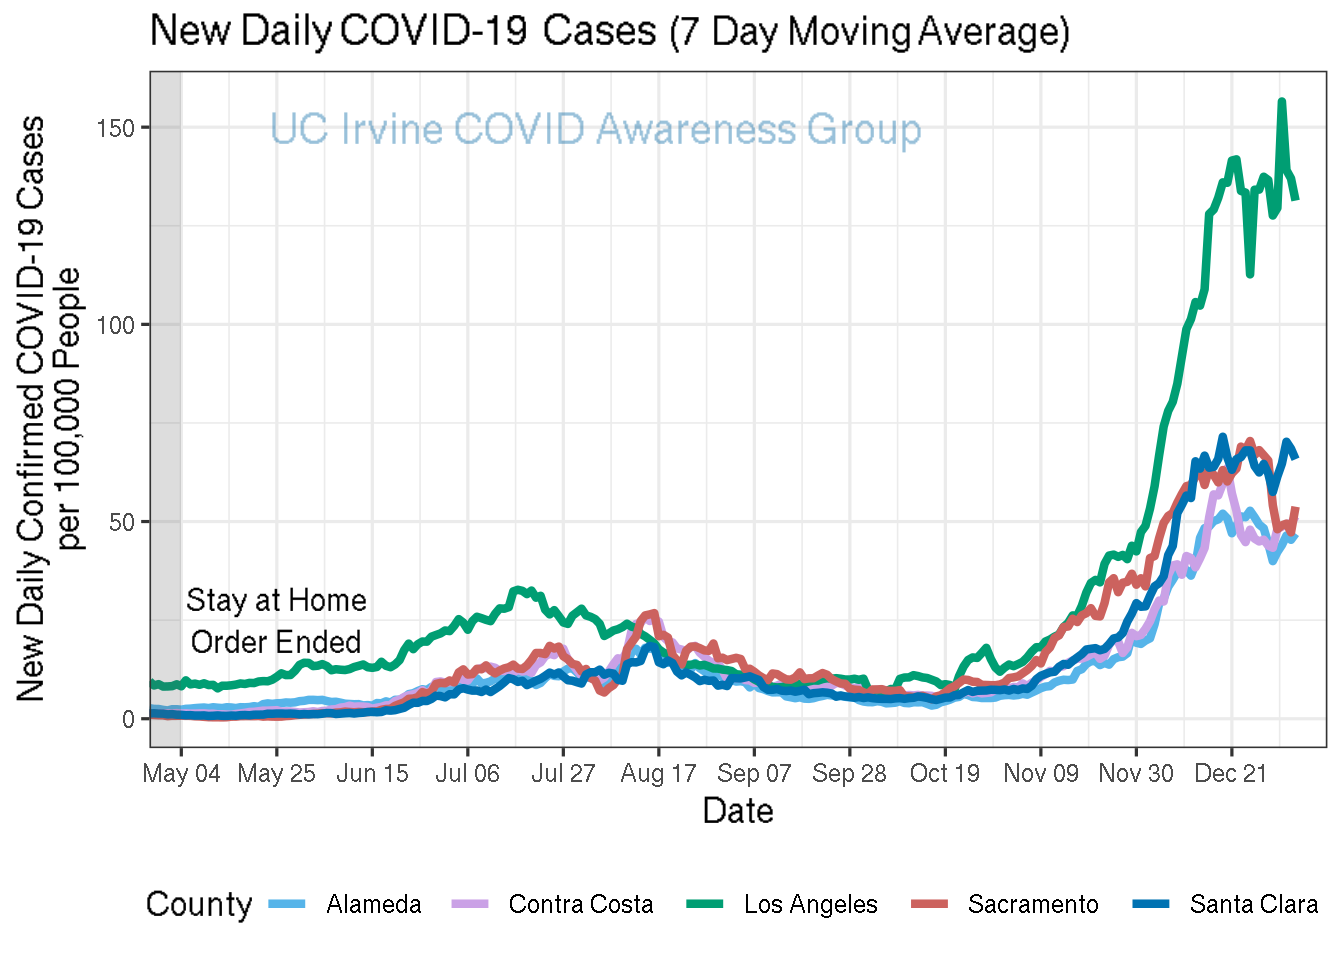 New Daily COVID-19 Cases (7 Day Moving Average)
UC Irvine COVID Awareness Group
New Daily Confirmed COVID-19 Cases
per 100,000 People
150
100
50
0
Stay at Home
Order Ended
May 04 May 25 Jun 15 Jul 06 Jul 27 Aug 17 Sep 07 Sep 28 Oct 19 Nov 09 Nov 30 Dec 21
Date
County Alameda Contra Costa Los Angeles Sacramento Santa Clara